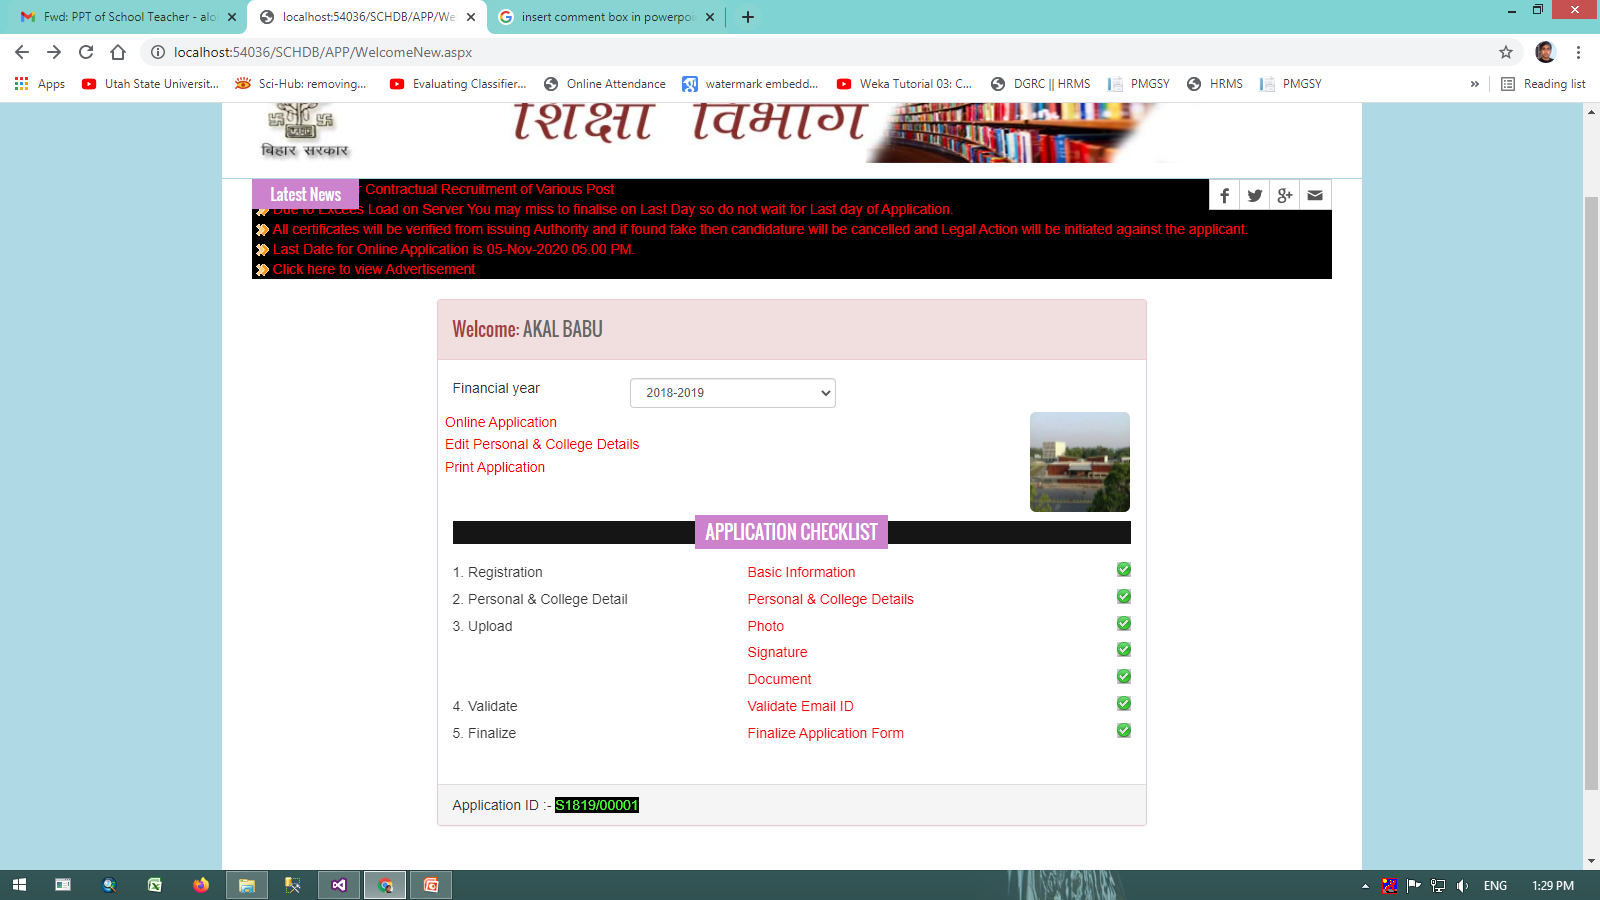 Fwd: PPT of School Teacher - alo
localhost:54036/SCHDB/APP/We
insert comment box in powerpoi
localhost:54036/SCHDB/APP/WelcomeNew.aspx
Apps
Utah State Universit...
Sci-Hub: removing...
Evaluating Classifier...
Online Attendance
watermark embedd...
Weka Tutorial 03: C...
DGRC || HRMS
PMGSY
HRMS
PMGSY
»
Reading list
बिहार सरकार
शिक्षा विभाग
Latest News
Contractual Recruitment of Various Post
Due to Excees Load on Server You may miss to finalise on Last Day so do not wait for Last day of Application.
All certificates will be verified from issuing Authority and if found fake then candidature will be cancelled and Legal Action will be initiated against the applicant.
Last Date for Online Application is 05-Nov-2020 05.00 PM.
Click here to view Advertisement
Welcome: AKAL BABU
Financial year 2018-2019
Online Application
Edit Personal & College Details
Print Application
APPLICATION CHECKLIST
1. Registration Basic Information
2. Personal & College Detail Personal & College Details
3. Upload Photo
Signature
Document
4. Validate Validate Email ID
5. Finalize Finalize Application Form
Application ID :- S1819/00001
ENG 1:29 PM